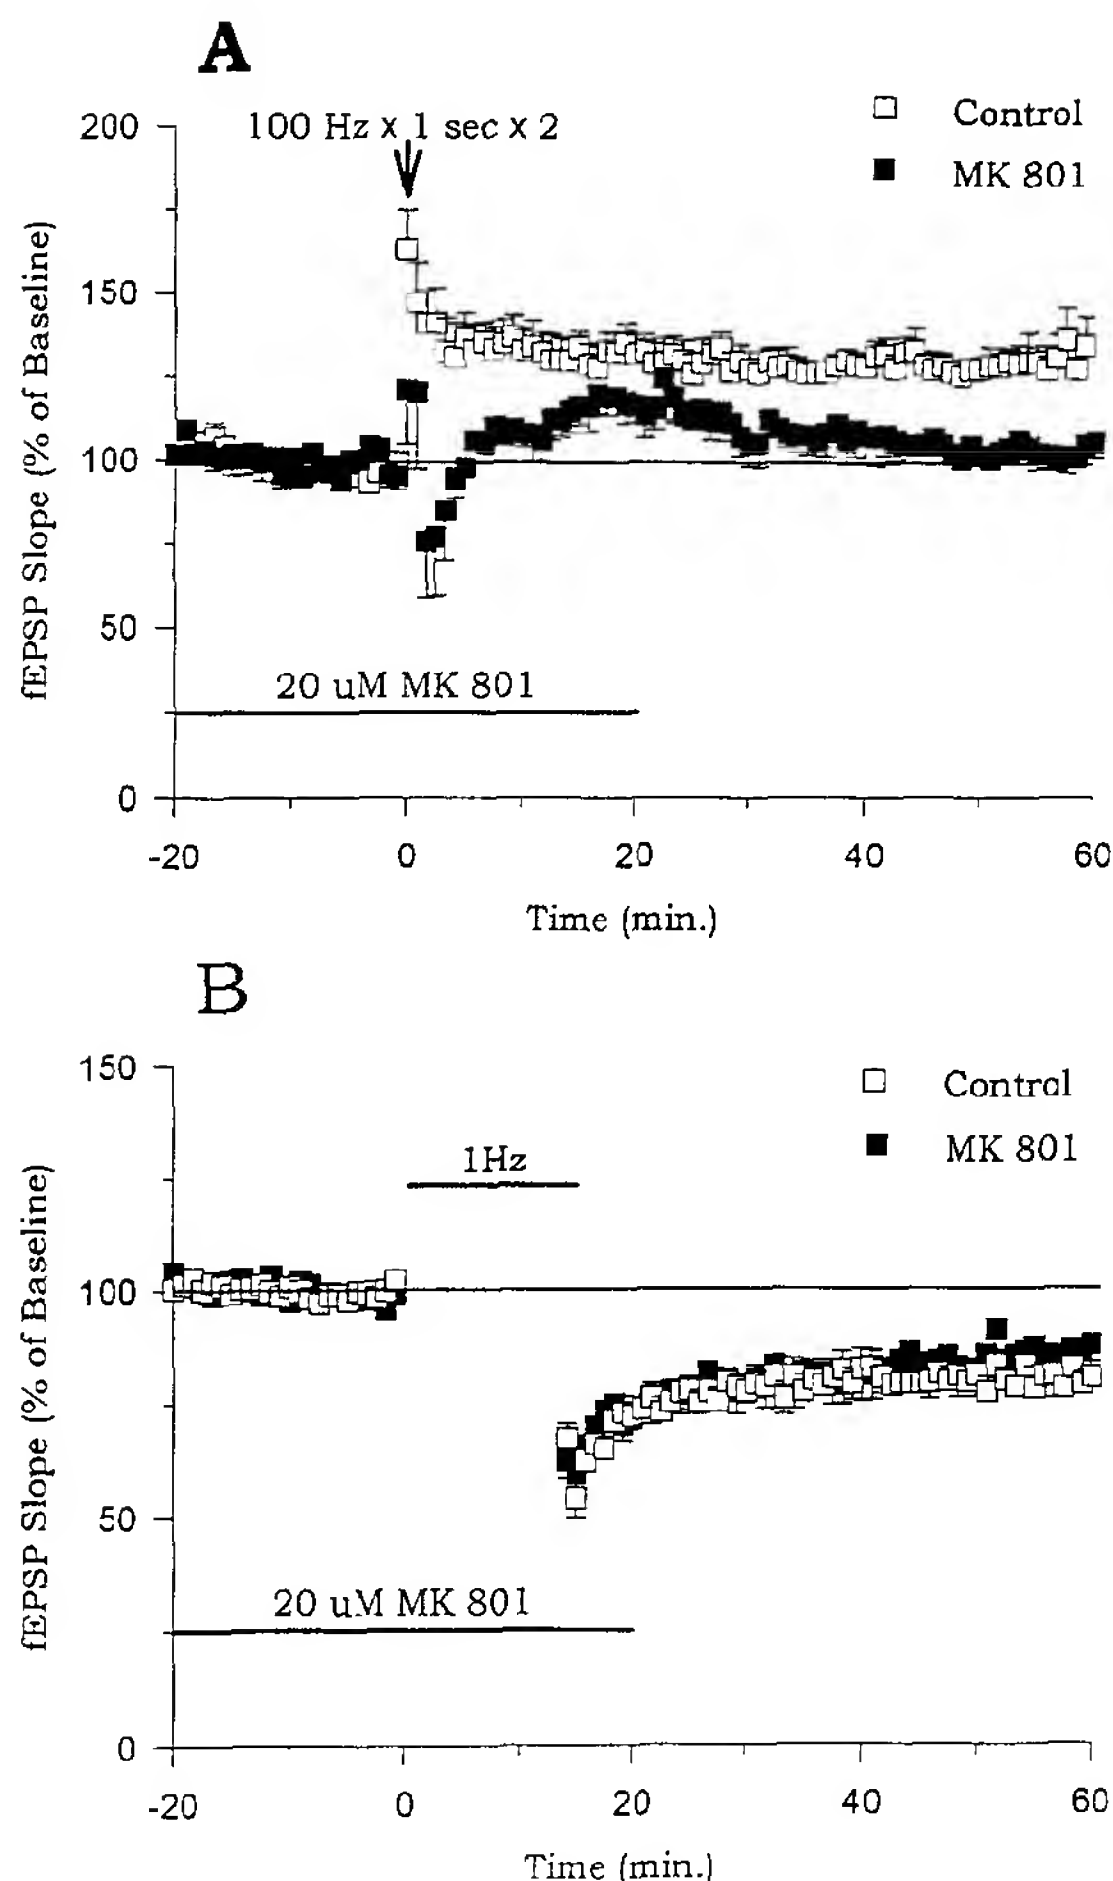 A
Control
MK 801
100 Hz x 1 sec x 2
200
150
100
50
0
fEPSP Slope (% of Baseline)
20 uM MK 801
-20 0 20 40 60
Time (min.)
B
Control
MK 801
1Hz
150
100
50
0
fEPSP Slope (% of Baseline)
20 uM MK 801
-20 0 20 40 60
Time (min.)